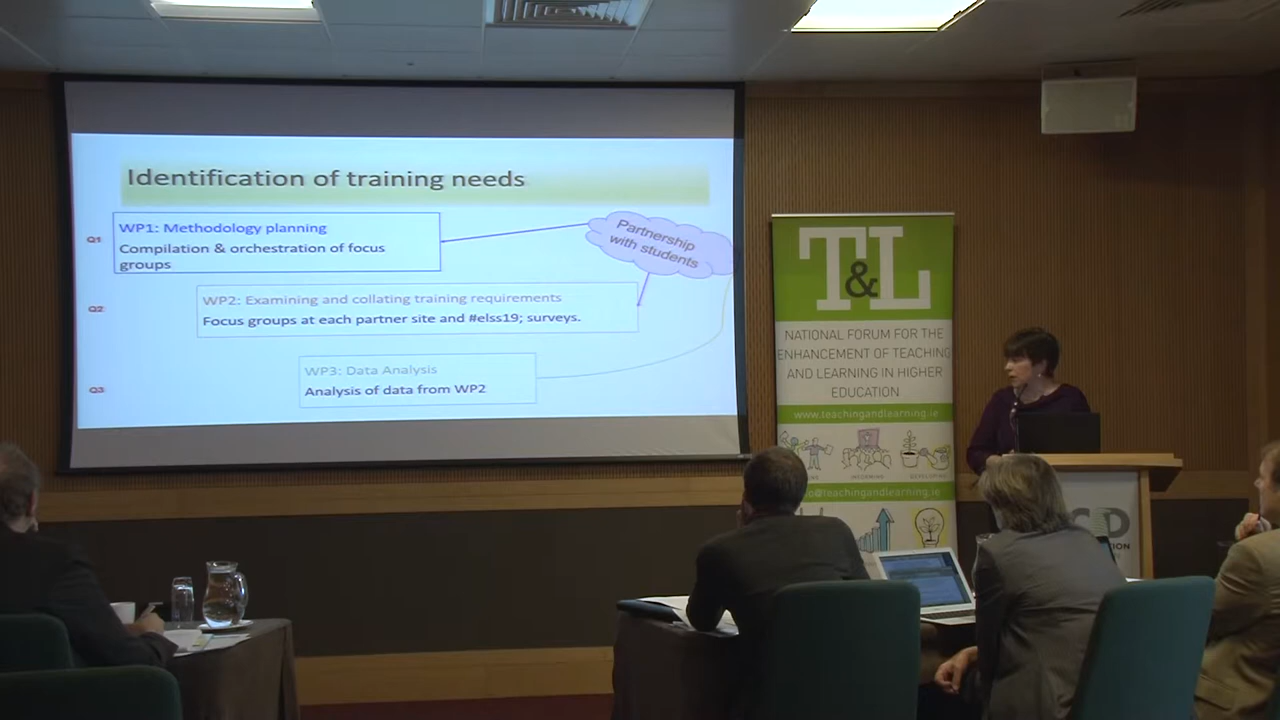 Identification of training needs
Q1
WP1: Methodology planning
Compilation & orchestration of focus
groups
Partnership
with students
Q2
WP2: Examining and collating training requirements
Focus groups at each partner site and #elss19; surveys.
Q3
WP3: Data Analysis
Analysis of data from WP2
T&L
NATIONAL FORUM FOR THE
ENHANCEMENT OF TEACHING
AND LEARNING IN HIGHER
EDUCATION
www.teachingandlearning.ie
DEVELOPING
@teachingandlearning.ie